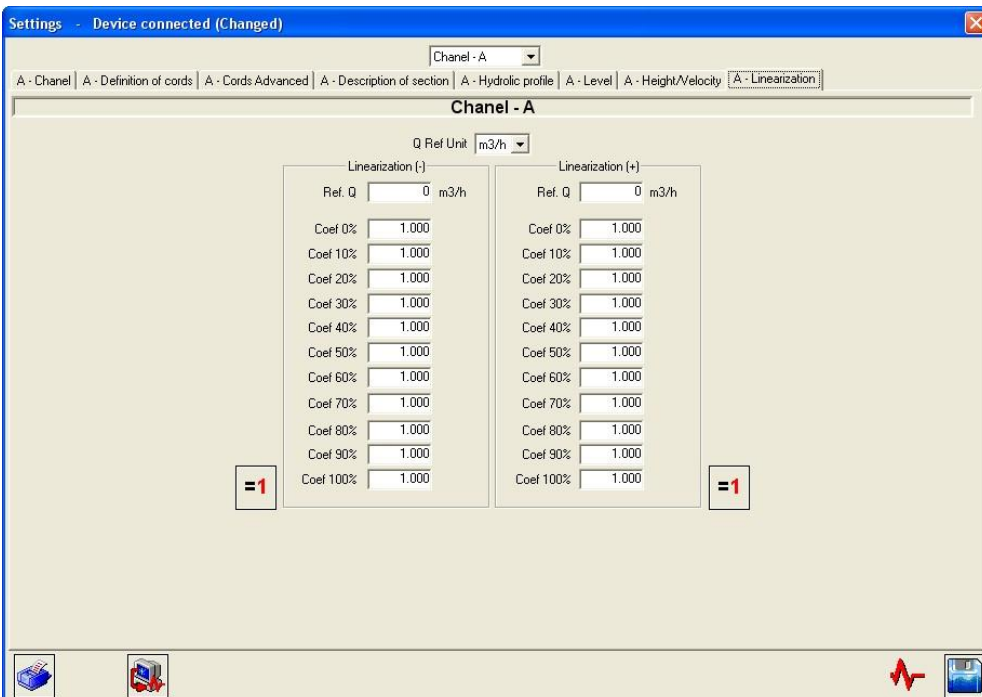 Settings - Device connected (Changed)
Chanel - A
A - Chanel A - Definition of cords A - Cords Advanced A - Description of section A - Hydrolic profile A - Level A - Height/Velocity A - Linearization
Chanel - A
Q Ref Unit m3/h
Linearization (-) Linearization (+)
Ref. Q 0 m3/h Ref. Q 0 m3/h
Coef 0% 1.000 Coef 0% 1.000
Coef 10% 1.000 Coef 10% 1.000
Coef 20% 1.000 Coef 20% 1.000
Coef 30% 1.000 Coef 30% 1.000
Coef 40% 1.000 Coef 40% 1.000
Coef 50% 1.000 Coef 50% 1.000
Coef 60% 1.000 Coef 60% 1.000
Coef 70% 1.000 Coef 70% 1.000
Coef 80% 1.000 Coef 80% 1.000
Coef 90% 1.000 Coef 90% 1.000
=1 Coef 100% 1.000 Coef 100% 1.000 =1